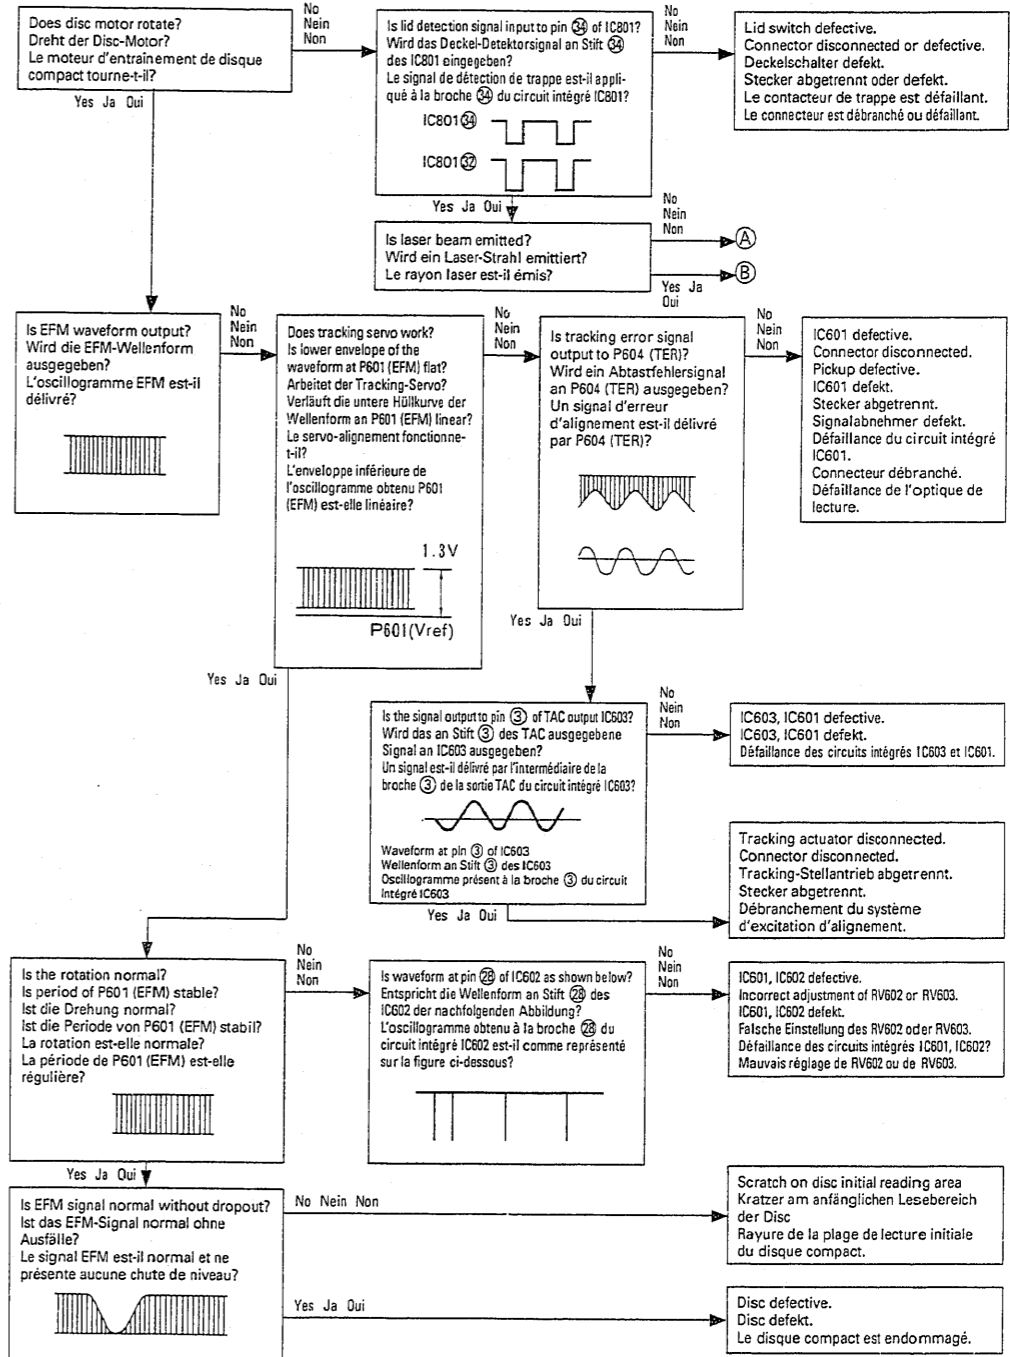 Does disc motor rotate?
Dreht der Disc-Motor?
Le moteur d'entraînement de disque
compact tourne-t-il?
No
Nein
Non
Yes Ja Oui
Is lid detection signal input to pin ㉞ of IC801?
Wird das Deckel-Detektorsignal an Stift ㉞
des IC801 eingegeben?
Le signal de détection de trappe est-il appli-
qué à la broche ㉞ du circuit intégré IC801?
IC801㉞
IC801㉜
No
Nein
Non
Yes Ja Oui
Lid switch defective.
Connector disconnected or defective.
Deckelschalter defekt.
Stecker abgetrennt oder defekt.
Le contacteur de trappe est défaillant.
Le connecteur est débranché ou défaillant.
Is laser beam emitted?
Wird ein Laser-Strahl emittiert?
Le rayon laser est-il émis?
No
Nein
Non
Ⓐ
Ⓑ
Yes Ja
Oui
Is EFM waveform output?
Wird die EFM-Wellenform
ausgegeben?
L'oscillogramme EFM est-il
délivré?
No
Nein
Non
Does tracking servo work?
Is lower envelope of the
waveform at P601 (EFM) flat?
Arbeitet der Tracking-Servo?
Verläuft die untere Hüllkurve der
Wellenform an P601 (EFM) linear?
Le servo-alignement fonctionne-
t-il?
L'enveloppe inférieure de
l'oscillogramme obtenu P601
(EFM) est-elle linéaire?
1.3V
P601(Vref)
No
Nein
Non
Yes Ja Oui
Is tracking error signal
output to P604 (TER)?
Wird ein Abtastfehlersignal
an P604 (TER) ausgegeben?
Un signal d'erreur
d'alignement est-il délivré
par P604 (TER)?
No
Nein
Non
Yes Ja Oui
IC601 defective.
Connector disconnected.
Pickup defective.
IC601 defekt.
Stecker abgetrennt.
Signalabnehmer defekt.
Défaillance du circuit intégré
IC601.
Connecteur débranché.
Défaillance de l'optique de
lecture.
Is the signal output to pin ③ of TAC output IC603?
Wird das an Stift ③ des TAC ausgegebene
Signal an IC603 ausgegeben?
Un signal est-il délivré par l'intermédiaire de la
broche ③ de la sortie TAC du circuit intégré IC603?
Waveform at pin ③ of IC603
Wellenform an Stift ③ des IC603
Oscillogramme présent à la broche ③ du circuit
intégré IC603
No
Nein
Non
Yes Ja Oui
IC603, IC601 defective.
IC603, IC601 defekt.
Défaillance des circuits intégrés IC603 et IC601.
Tracking actuator disconnected.
Connector disconnected.
Tracking-Stellantrieb abgetrennt.
Stecker abgetrennt.
Débranchement du système
d'excitation d'alignement.
Is the rotation normal?
Is period of P601 (EFM) stable?
Ist die Drehung normal?
Ist die Periode von P601 (EFM) stabil?
La rotation est-elle normale?
La période de P601 (EFM) est-elle
régulière?
No
Nein
Non
Yes Ja Oui
Is waveform at pin ㉘ of IC602 as shown below?
Entspricht die Wellenform an Stift ㉘ des
IC602 der nachfolgenden Abbildung?
L'oscillogramme obtenu à la broche ㉘ du
circuit intégré IC602 est-il comme représenté
sur la figure ci-dessous?
No
Nein
Non
IC601, IC602 defective.
Incorrect adjustment of RV602 or RV603.
IC601, IC602 defekt.
Falsche Einstellung des RV602 oder RV603.
Défaillance des circuits intégrés IC601, IC602?
Mauvais réglage de RV602 ou de RV603.
Is EFM signal normal without dropout?
Ist das EFM-Signal normal ohne
Ausfälle?
Le signal EFM est-il normal et ne
présente aucune chute de niveau?
No Nein Non
Scratch on disc initial reading area
Kratzer am anfänglichen Lesebereich
der Disc
Rayure de la plage de lecture initiale
du disque compact.
Yes Ja Oui
Disc defective.
Disc defekt.
Le disque compact est endommagé.